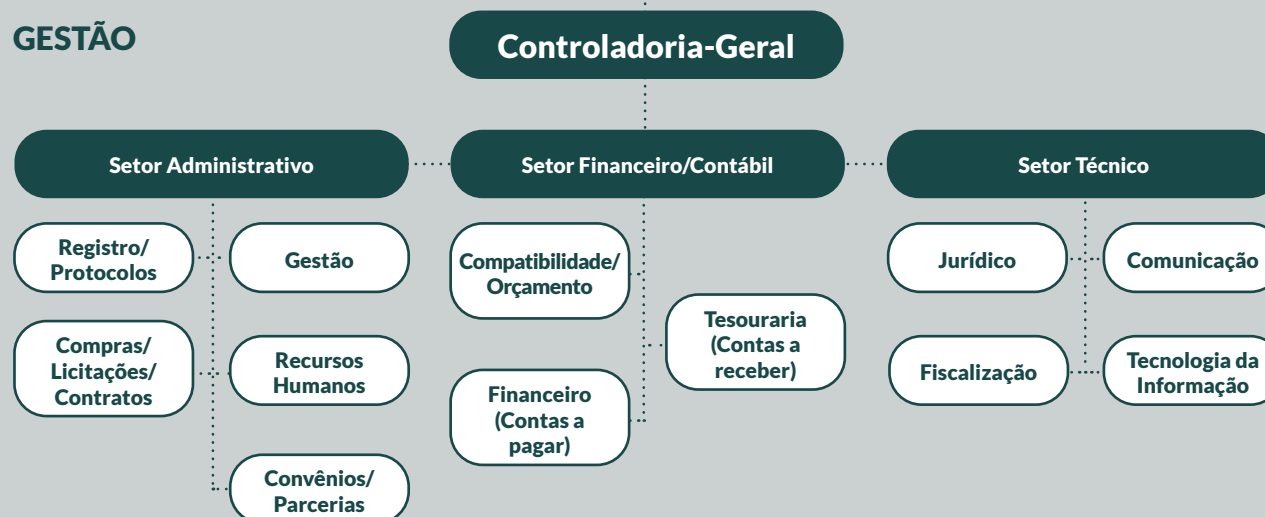 GESTÃO
Controladoria-Geral
Setor Administrativo
Setor Financeiro/Contábil
Setor Técnico
Registro/
Protocolos
Gestão
Compras/
Licitações/
Contratos
Recursos
Humanos
Convênios/
Parcerias
Compatibilidade/
Orçamento
Tesouraria
(Contas a
receber)
Financeiro
(Contas a
pagar)
Jurídico
Comunicação
Fiscalização
Tecnologia da
Informação